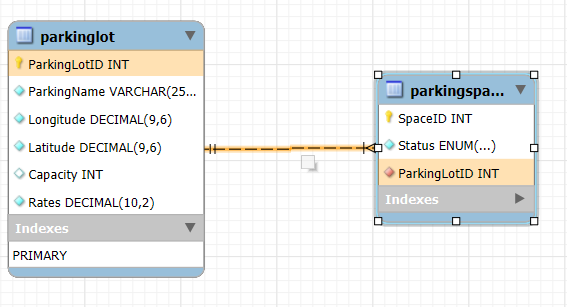 parkinglot
ParkingLotID INT
ParkingName VARCHAR(25...
Longitude DECIMAL(9,6)
Latitude DECIMAL(9,6)
Capacity INT
Rates DECIMAL(10,2)
Indexes
PRIMARY
parkingspa...
SpaceID INT
Status ENUM(...)
ParkingLotID INT
Indexes